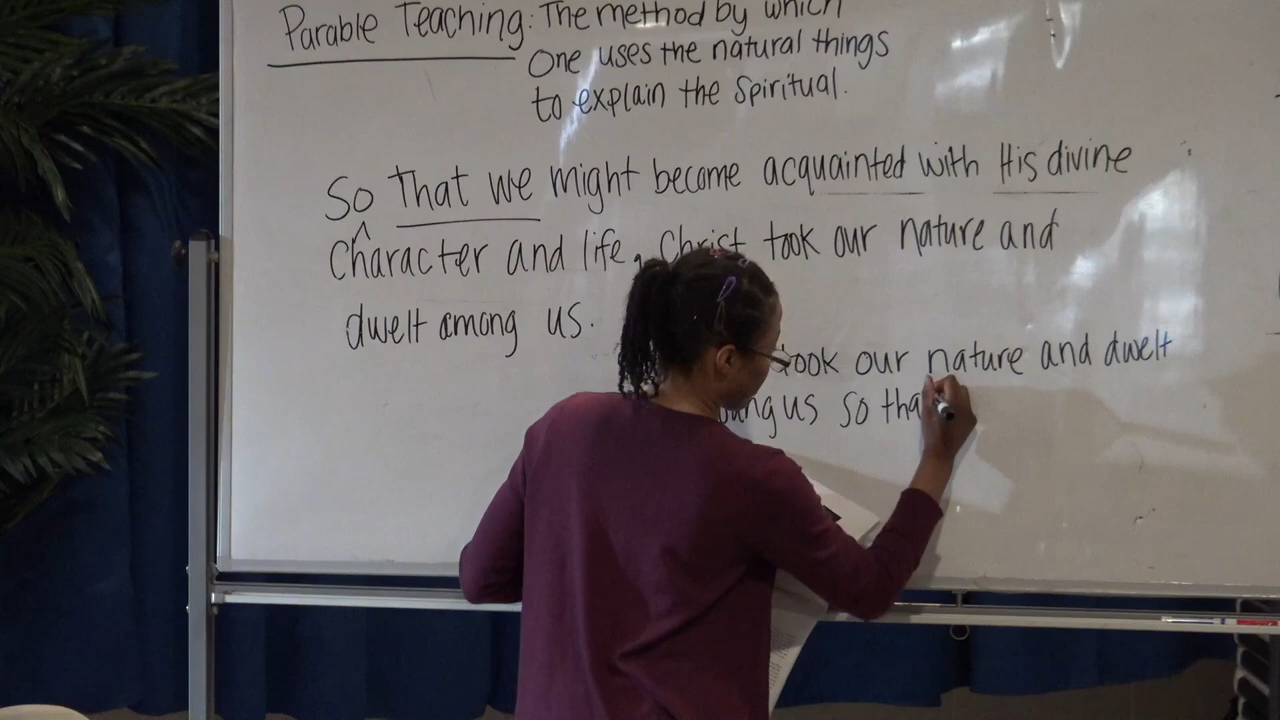 Parable Teaching: The method by which
One uses the natural things
to explain the spiritual.
So That we might become acquainted with His divine
^
character and life, Christ took our nature and
dwelt among us.
took our nature and dwelt
us so tha